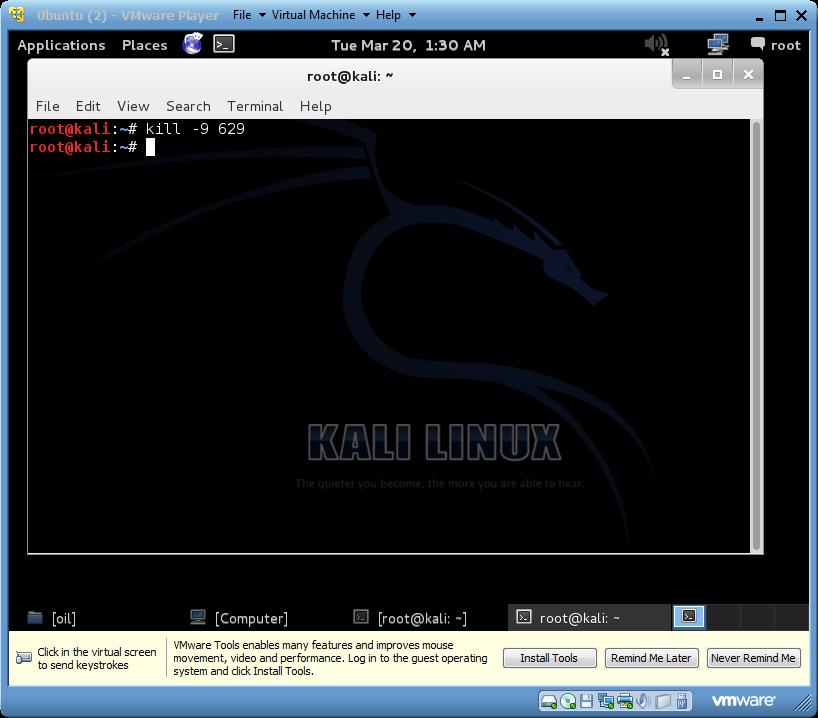 Ubuntu (2) - VMware Player File Virtual Machine Help
Applications Places Tue Mar 20, 1:30 AM root
root@kali: ~
File Edit View Search Terminal Help
root@kali:~# kill -9 629
root@kali:~#
KALI LINUX
The quieter you become, the more you are able to hear.
[oil] [Computer] [root@kali: ~] root@kali: ~
Click in the virtual screen
to send keystrokes
VMware Tools enables many features and improves mouse
movement, video and performance. Log in to the guest operating
system and click Install Tools.
Install Tools Remind Me Later Never Remind Me
vmware